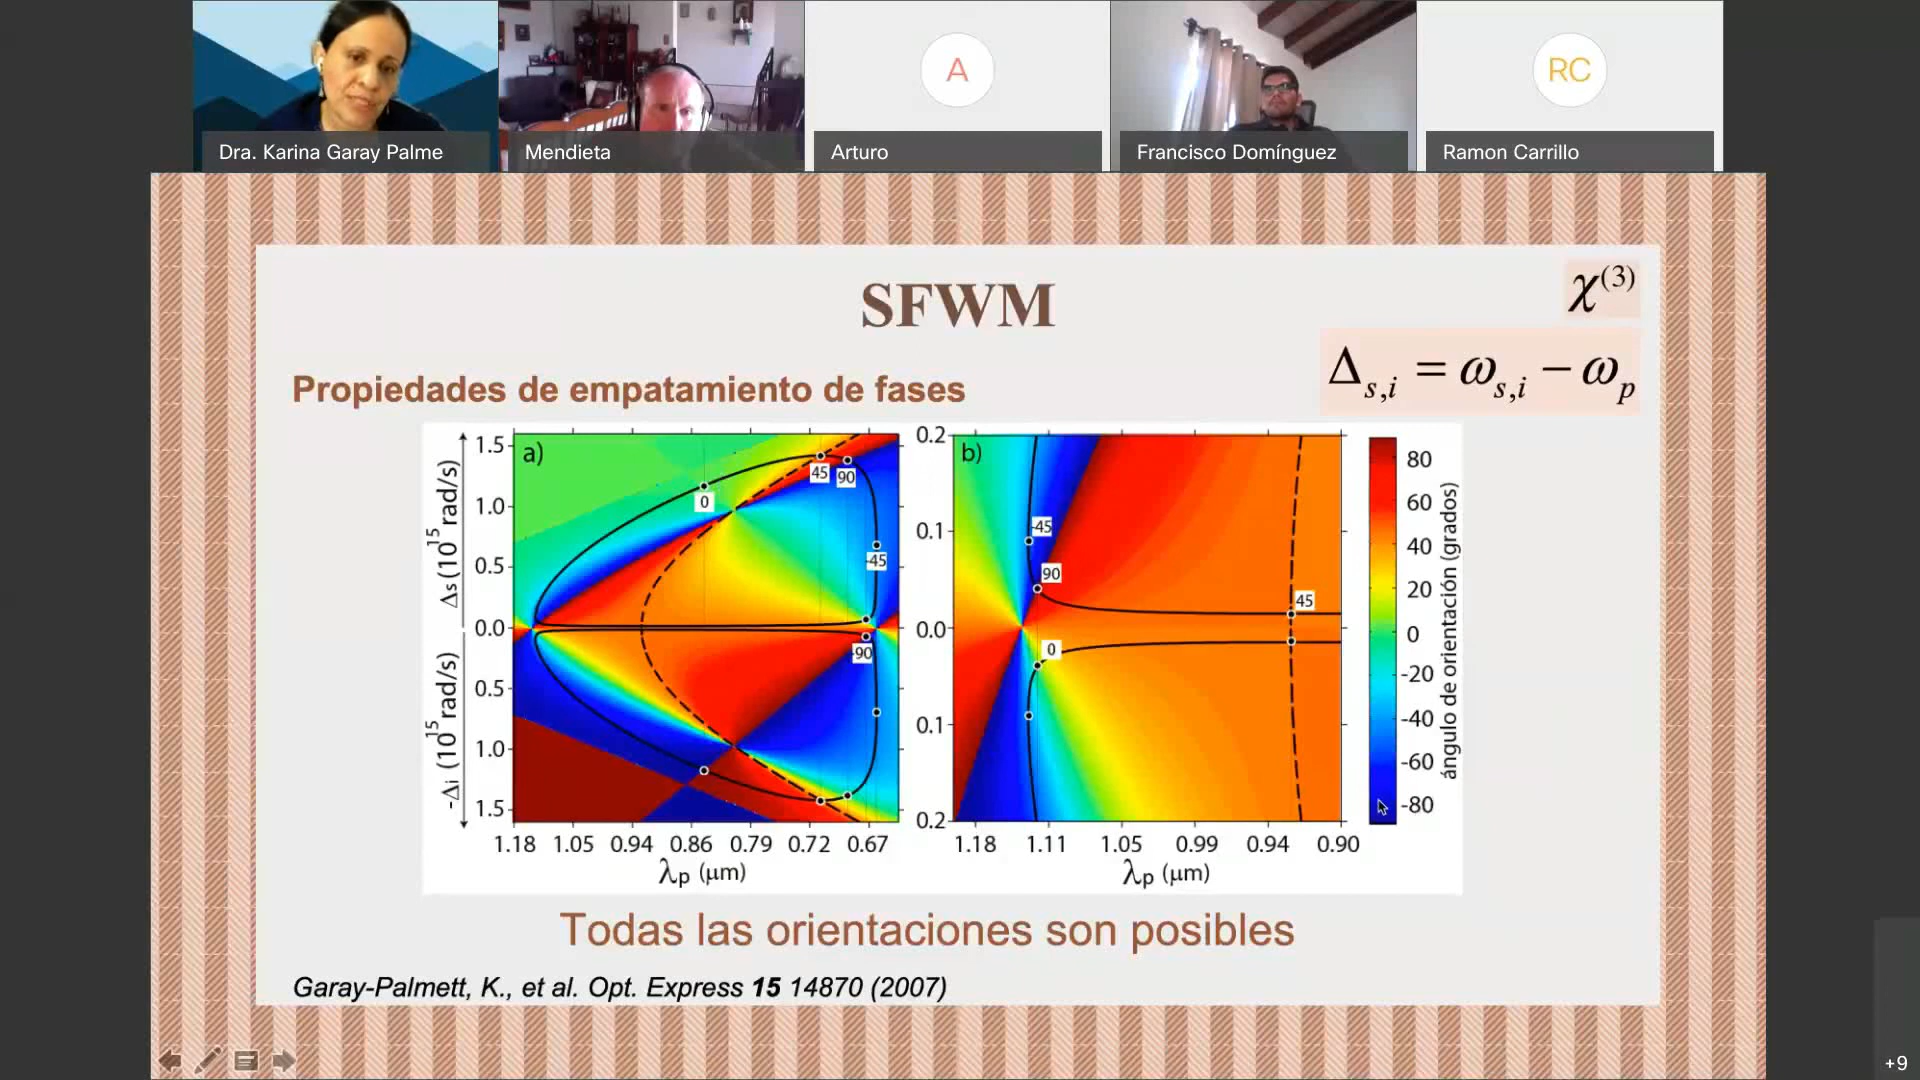 Dra. Karina Garay Palme
Mendieta
A
Arturo
Francisco Domínguez
RC
Ramon Carrillo
SFWM
χ(3)
Δs,i = ωs,i − ωp
Propiedades de empatamiento de fases
a)
1.5
1.0
0.5
0.0
0.5
1.0
1.5
Δs (10^15 rad/s)
-Δi (10^15 rad/s)
0
45
90
-45
-90
1.18 1.05 0.94 0.86 0.79 0.72 0.67
λp (μm)
b)
0.2
0.1
0.0
0.1
0.2
-45
90
0
45
1.18 1.11 1.05 0.99 0.94 0.90
λp (μm)
80
60
40
20
0
-20
-40
-60
-80
ángulo de orientación (grados)
Todas las orientaciones son posibles
Garay-Palmett, K., et al. Opt. Express 15 14870 (2007)
+9